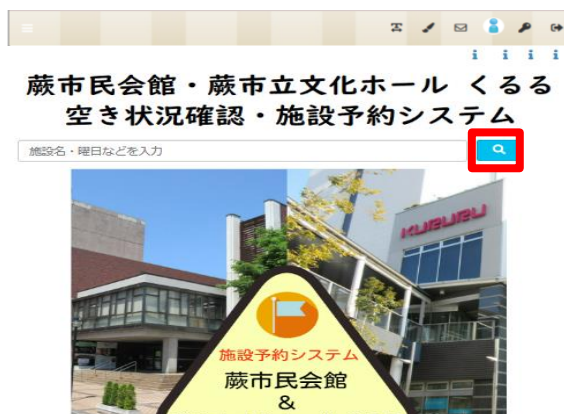 蕨市民会館・蕨市立文化ホール くるる
空き状況確認・施設予約システム
施設名・曜日などを入力
KURURU
施設予約システム
蕨市民会館
&